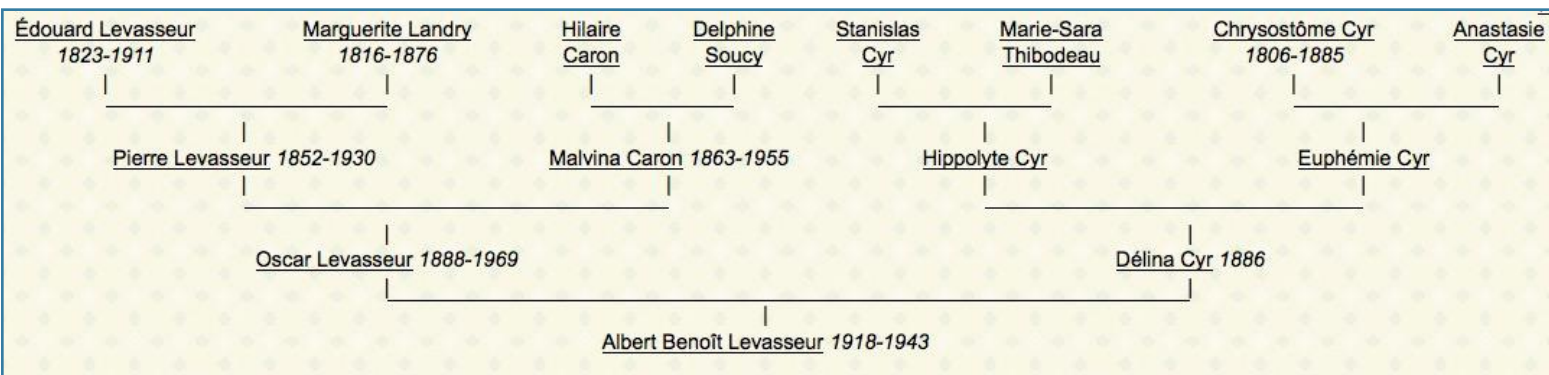 Édouard Levasseur Marguerite Landry Hilaire Delphine Stanislas Marie-Sara Chrysostôme Cyr Anastasie
1823-1911 1816-1876 Caron Soucy Cyr Thibodeau 1806-1885 Cyr
Pierre Levasseur 1852-1930 Malvina Caron 1863-1955 Hippolyte Cyr Euphémie Cyr
Oscar Levasseur 1888-1969 Délina Cyr 1886
Albert Benoît Levasseur 1918-1943